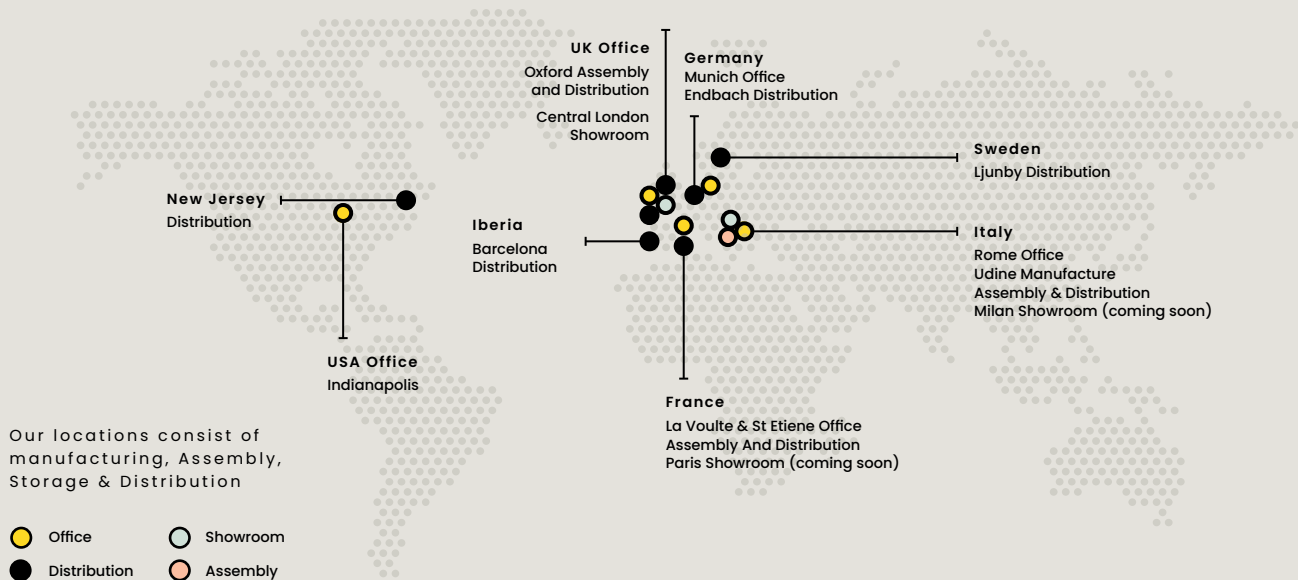 UK Office
Oxford Assembly
and Distribution
Central London
Showroom
Germany
Munich Office
Endbach Distribution
Sweden
Ljunby Distribution
New Jersey
Distribution
Iberia
Barcelona
Distribution
Italy
Rome Office
Udine Manufacture
Assembly & Distribution
Milan Showroom (coming soon)
USA Office
Indianapolis
France
La Voulte & St Etiene Office
Assembly And Distribution
Paris Showroom (coming soon)
Our locations consist of
manufacturing, Assembly,
Storage & Distribution
Office
Showroom
Distribution
Assembly